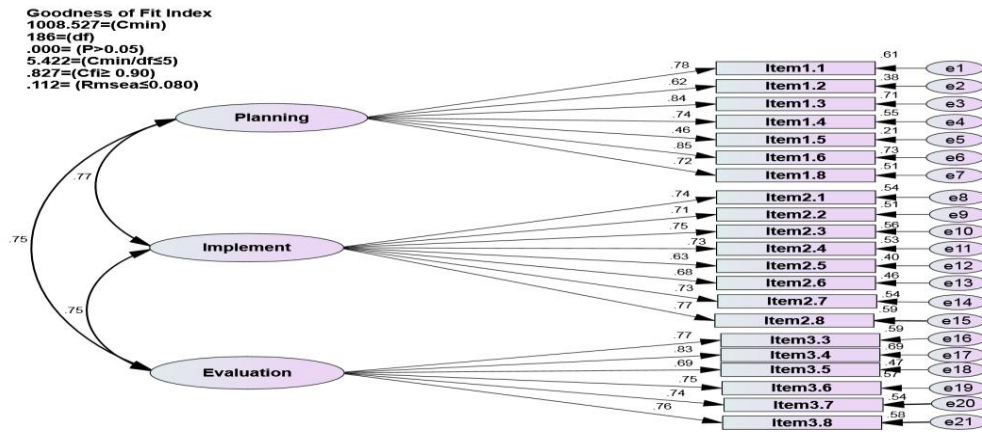 Goodness of Fit Index
1008.527=(Cmin)
186=(df)
.000= (P>0.05)
5.422=(Cmin/df≤5)
.827=(Cfi≥ 0.90)
.112= (Rmsea≤0.080)
Planning
.78 Item1.1 .61 e1
.62 Item1.2 .38 e2
.84 Item1.3 .71 e3
.74 Item1.4 .55 e4
.46 Item1.5 .21 e5
.85 Item1.6 .73 e6
.72 Item1.8 .51 e7
.77
.75
Implement
.74 Item2.1 .54 e8
.71 Item2.2 .51 e9
.75 Item2.3 .56 e10
.73 Item2.4 .53 e11
.63 Item2.5 .40 e12
.68 Item2.6 .46 e13
.73 Item2.7 .54 e14
.77 Item2.8 .59 e15
.75
Evaluation
.77 Item3.3 .59 e16
.83 Item3.4 .69 e17
.69 Item3.5 .47 e18
.75 Item3.6 .57 e19
.74 Item3.7 .54 e20
.76 Item3.8 .58 e21